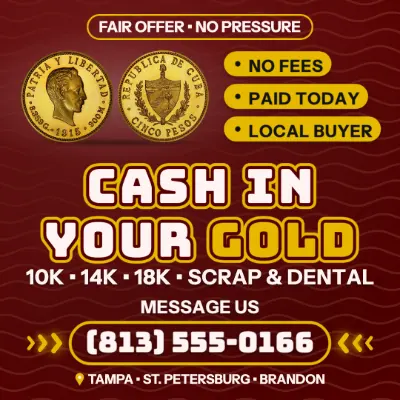 FAIR OFFER • NO PRESSURE
PATRIA Y LIBERTAD
1915
REPUBLICA DE CUBA
CINCO PESOS
• NO FEES
• PAID TODAY
• LOCAL BUYER
CASH IN
YOUR GOLD
10K ▪ 14K ▪ 18K ▪ SCRAP & DENTAL
MESSAGE US
(813) 555-0166
TAMPA ▪ ST. PETERSBURG ▪ BRANDON